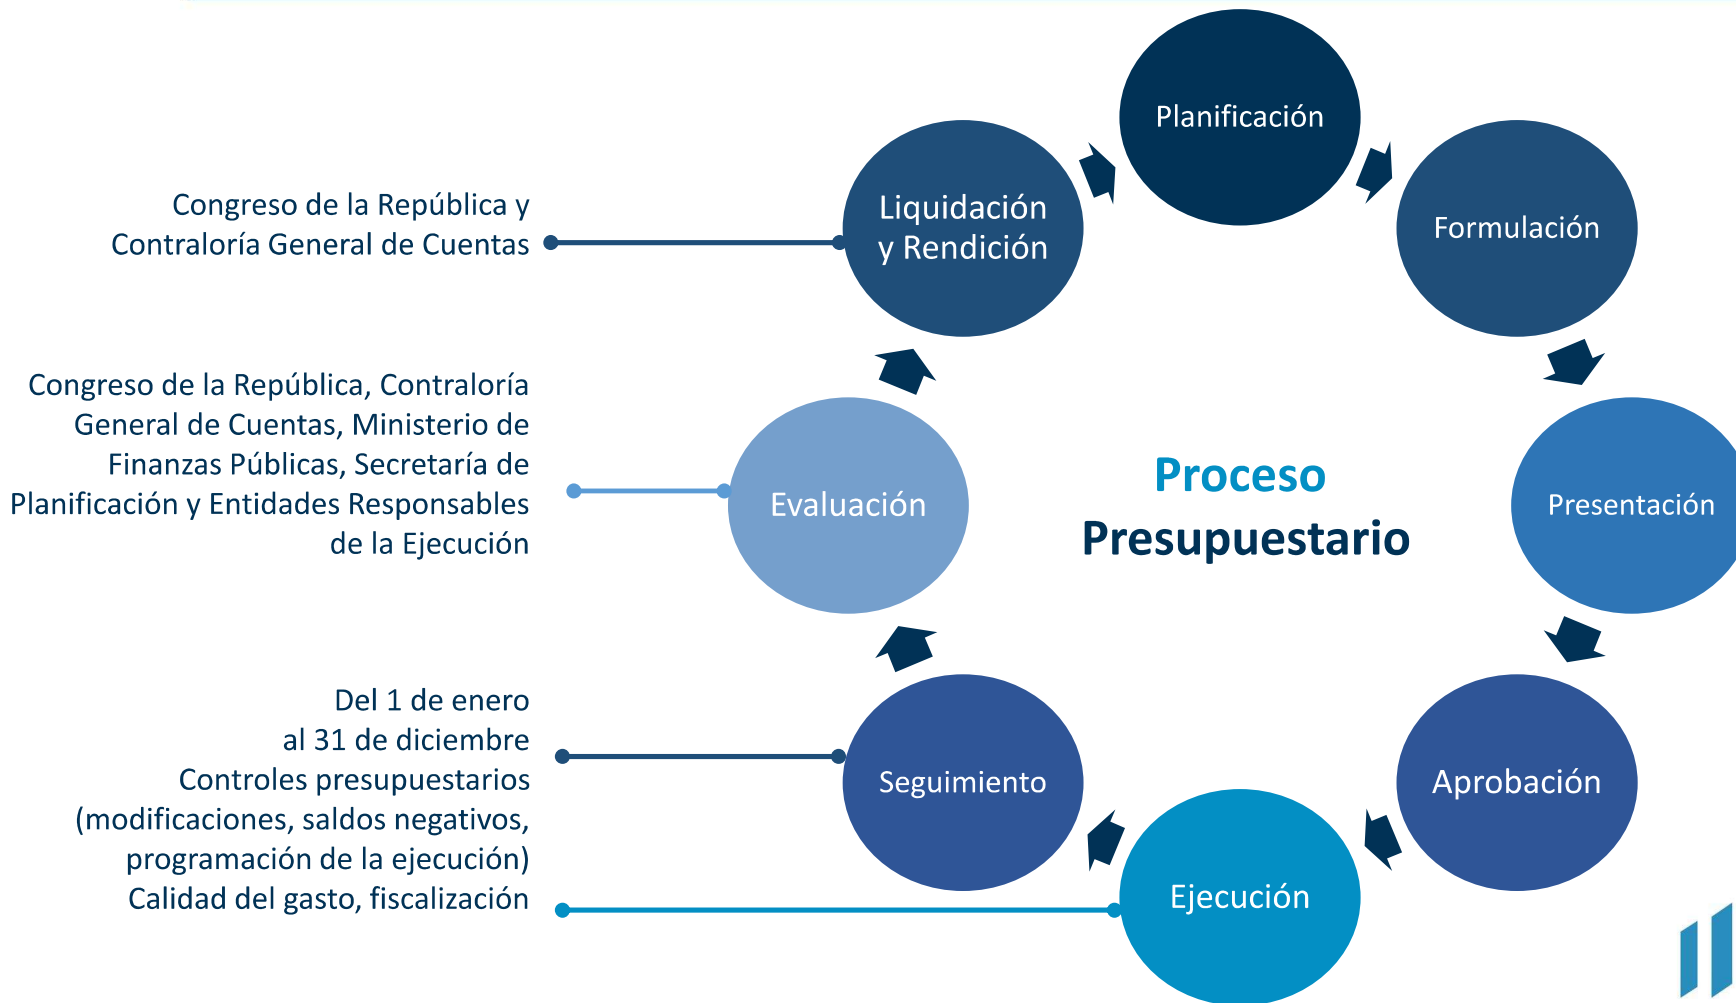 Planificación
Formulación
Presentación
Aprobación
Ejecución
Seguimiento
Evaluación
Liquidación
y Rendición
Proceso
Presupuestario
Congreso de la República y
Contraloría General de Cuentas
Congreso de la República, Contraloría
General de Cuentas, Ministerio de
Finanzas Públicas, Secretaría de
Planificación y Entidades Responsables
de la Ejecución
Del 1 de enero
al 31 de diciembre
Controles presupuestarios
(modificaciones, saldos negativos,
programación de la ejecución)
Calidad del gasto, fiscalización